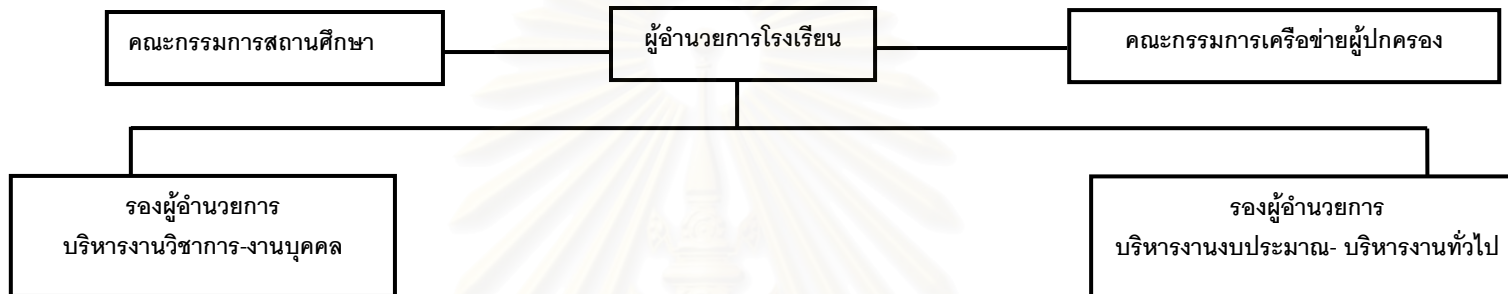 คณะกรรมการสถานศึกษา
ผู้อำนวยการโรงเรียน
คณะกรรมการเครือข่ายผู้ปกครอง
รองผู้อำนวยการ
บริหารงานวิชาการ-งานบุคคล
รองผู้อำนวยการ
บริหารงานงบประมาณ- บริหารงานทั่วไป